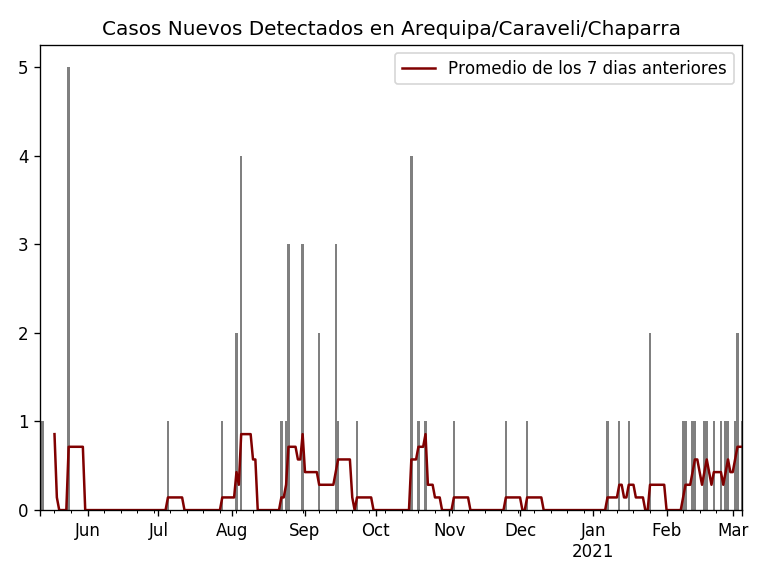 Casos Nuevos Detectados en Arequipa/Caraveli/Chaparra
Promedio de los 7 dias anteriores
5
4
3
2
1
0
Jun Jul Aug Sep Oct Nov Dec Jan Feb Mar
2021